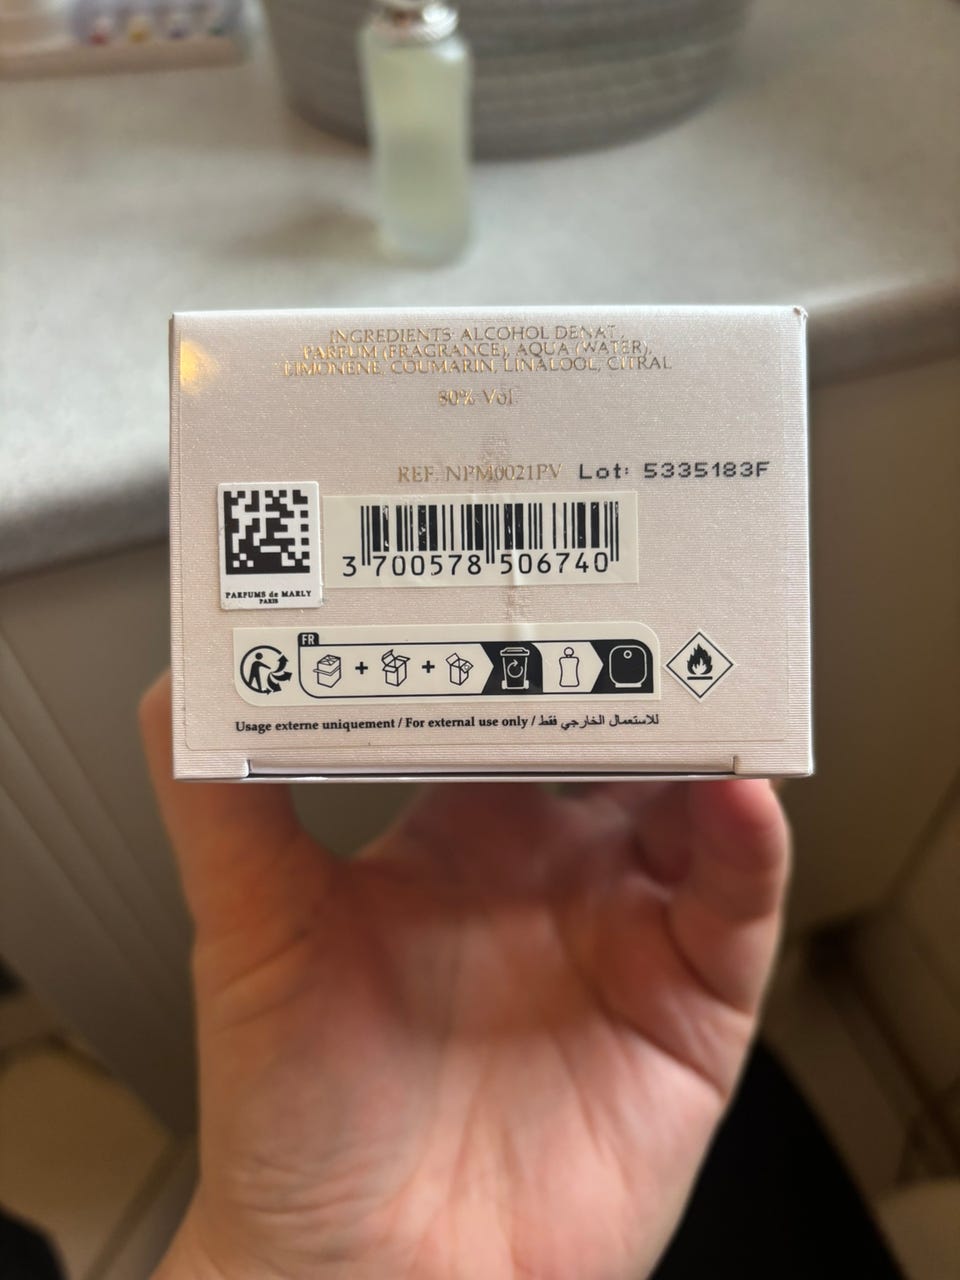 INGREDIENTS: ALCOHOL DENAT.,
PARFUM (FRAGRANCE), AQUA (WATER),
LIMONENE, COUMARIN, LINALOOL, CITRAL
80% Vol.
REF. NPM0021PV Lot: 5335183F
3 700578 506740
PARFUMS de MARLY
PARIS
FR
Usage externe uniquement / For external use only / للاستعمال الخارجي فقط